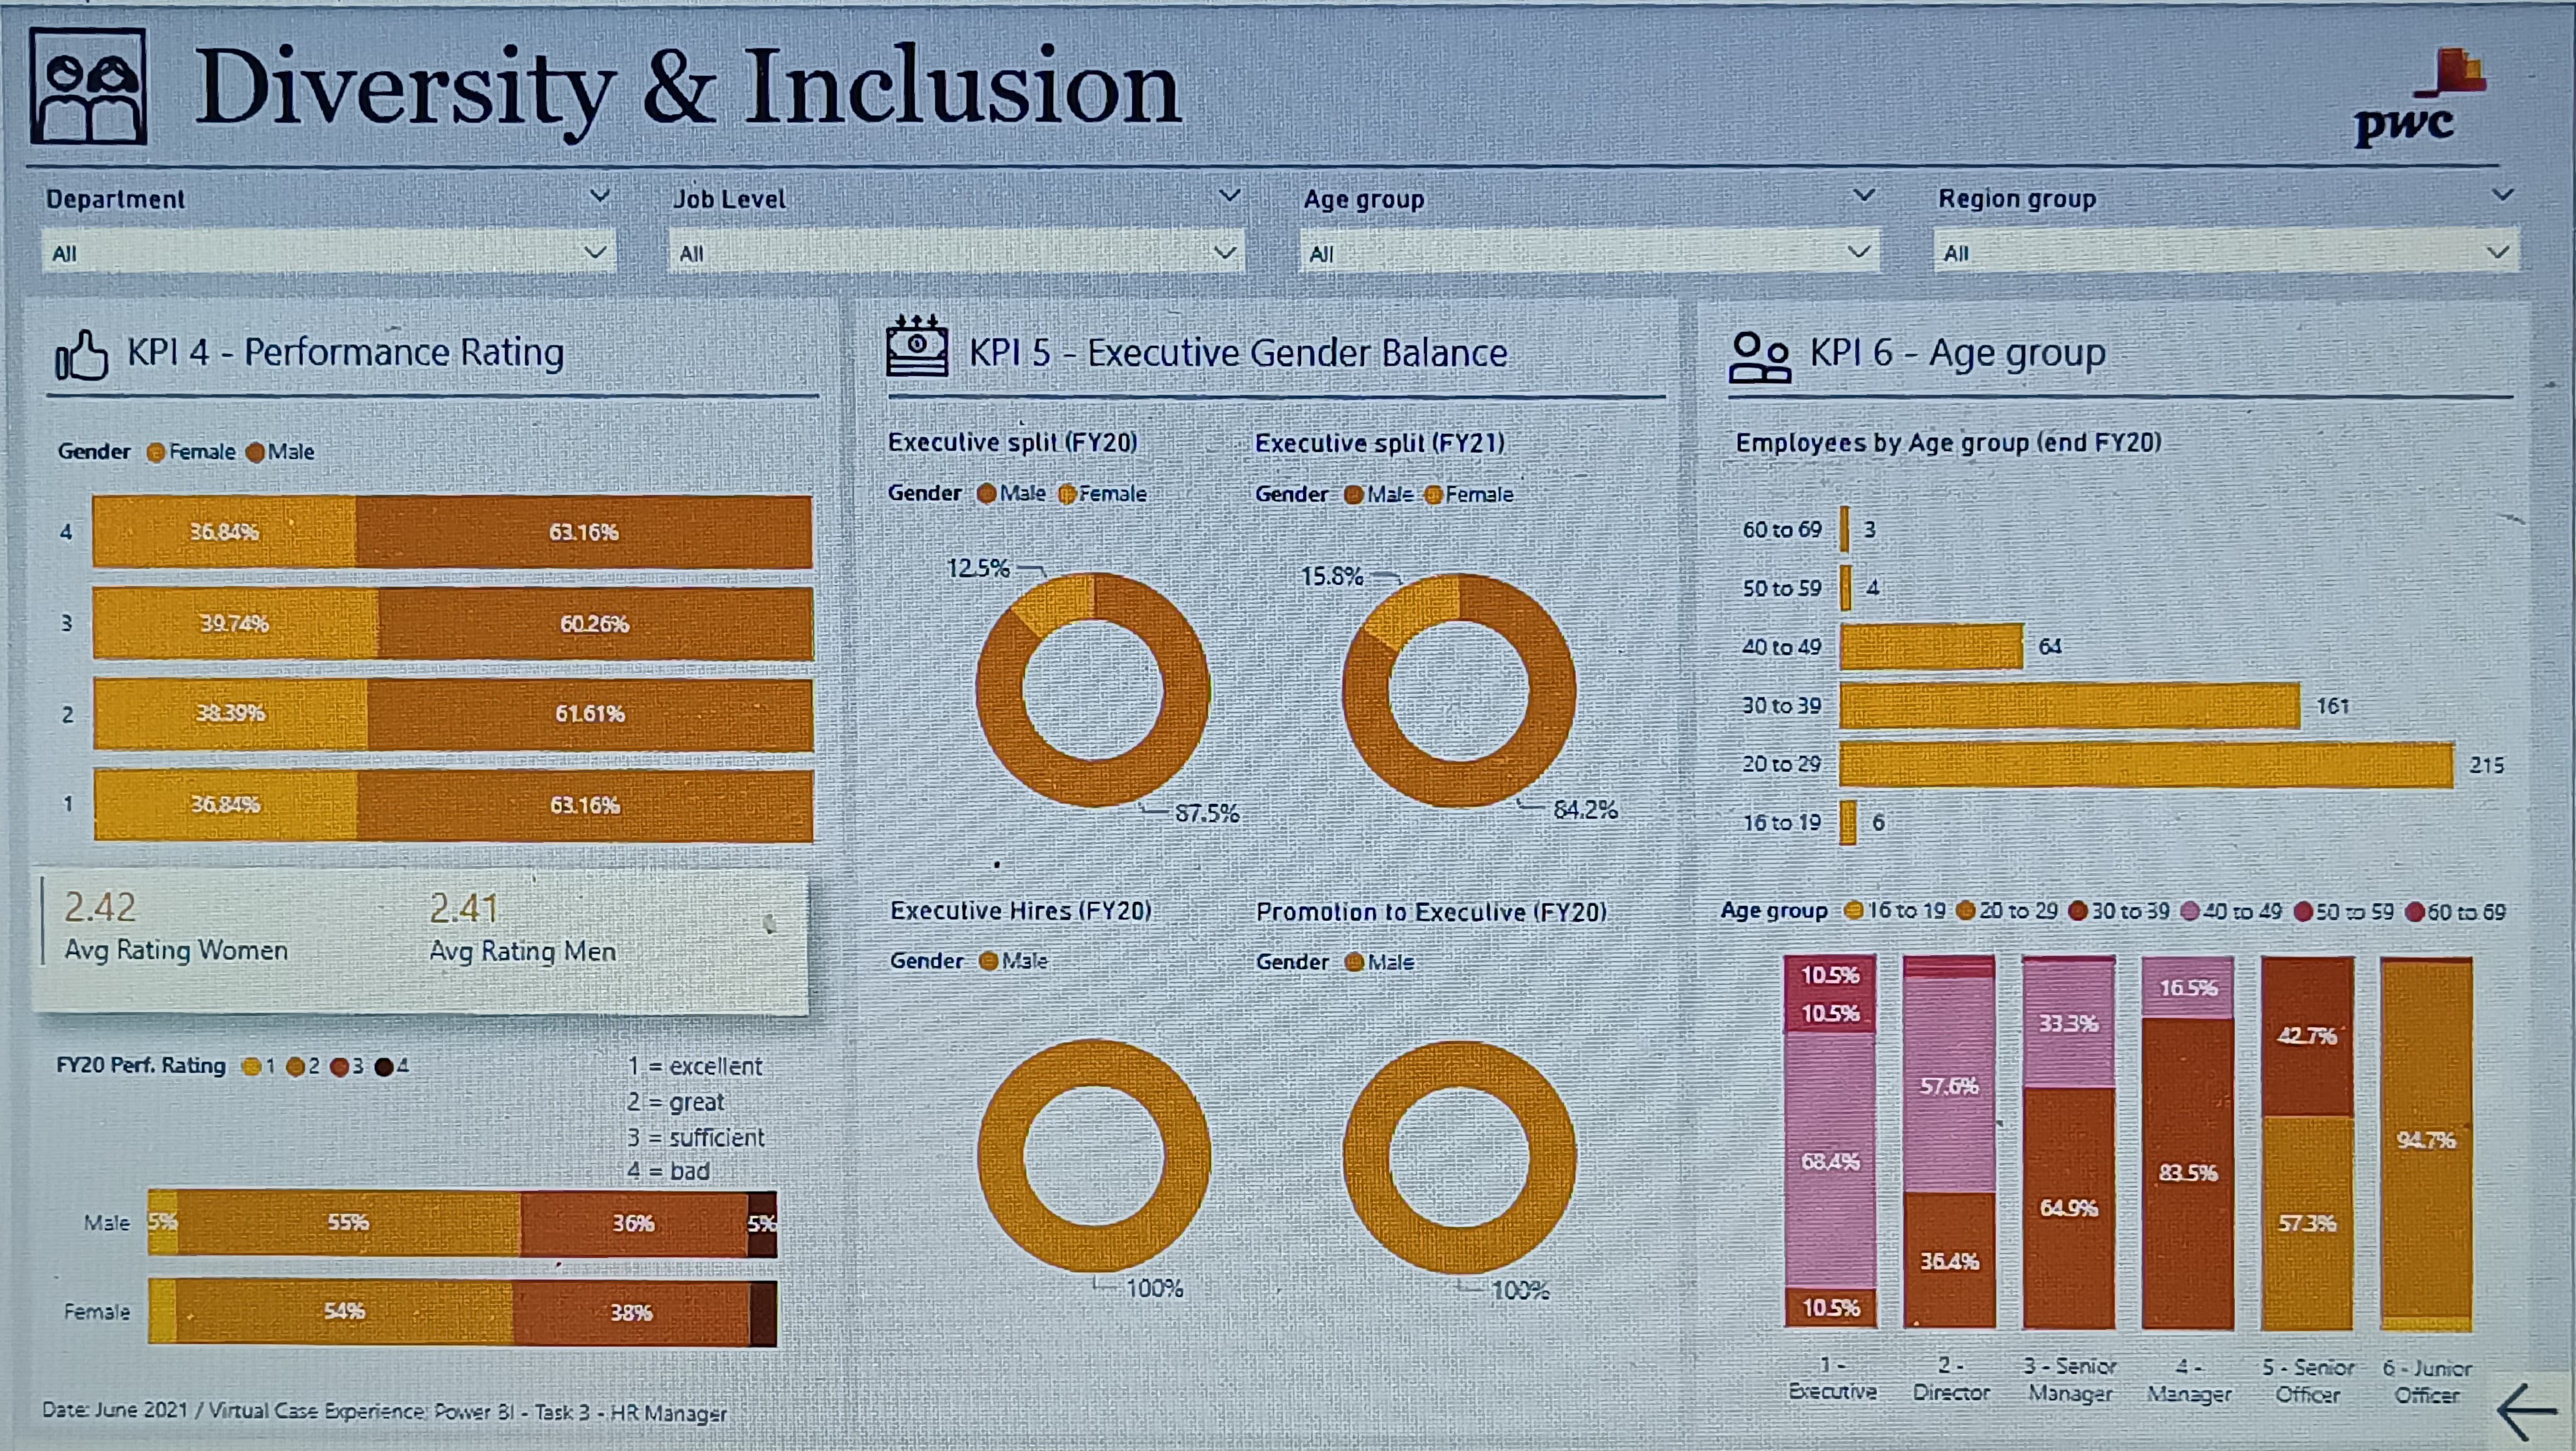 Diversity & Inclusion
pwc
Department
Job Level
Age group
Region group
All
All
All
All
KPI 4 - Performance Rating
Gender Female Male
4 36.84% 63.16%
3 39.74% 60.26%
2 38.39% 61.61%
1 36.84% 63.16%
2.42
Avg Rating Women
2.41
Avg Rating Men
FY20 Perf. Rating 1 2 3 4
1 = excellent
2 = great
3 = sufficient
4 = bad
Male 5% 55% 36% 5%
Female 54% 38%
Date: June 2021 / Virtual Case Experience: Power BI - Task 3 - HR Manager
KPI 5 - Executive Gender Balance
Executive split (FY20)
Gender Male Female
12.5%
87.5%
Executive split (FY21)
Gender Male Female
15.8%
84.2%
Executive Hires (FY20)
Gender Male
100%
Promotion to Executive (FY20)
Gender Male
100%
KPI 6 - Age group
Employees by Age group (end FY20)
60 to 69 3
50 to 59 4
40 to 49 64
30 to 39 161
20 to 29 215
16 to 19 6
Age group 16 to 19 20 to 29 30 to 39 40 to 49 50 to 59 60 to 69
10.5%
10.5%
68.4%
10.5%
1 -
Executive
57.6%
36.4%
2 -
Director
33.3%
64.9%
3 - Senior
Manager
16.5%
83.5%
4 -
Manager
42.7%
57.3%
5 - Senior
Officer
94.7%
6 - Junior
Officer